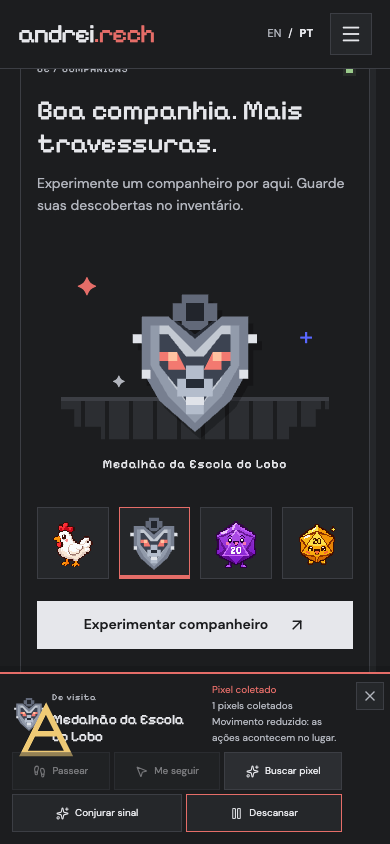 andrei.rech
EN / PT
05 / COMPANIONS
Boa companhia. Mais
travessuras.
Experimente um companheiro por aqui. Guarde
suas descobertas no inventário.
Medalhão da Escola do Lobo
20
20
Experimentar companheiro
De visita
Medalhão da Escola
do Lobo
Pixel coletado
1 pixels coletados
Movimento reduzido: as
ações acontecem no lugar.
Passear
Me seguir
Buscar pixel
Conjurar sinal
Descansar